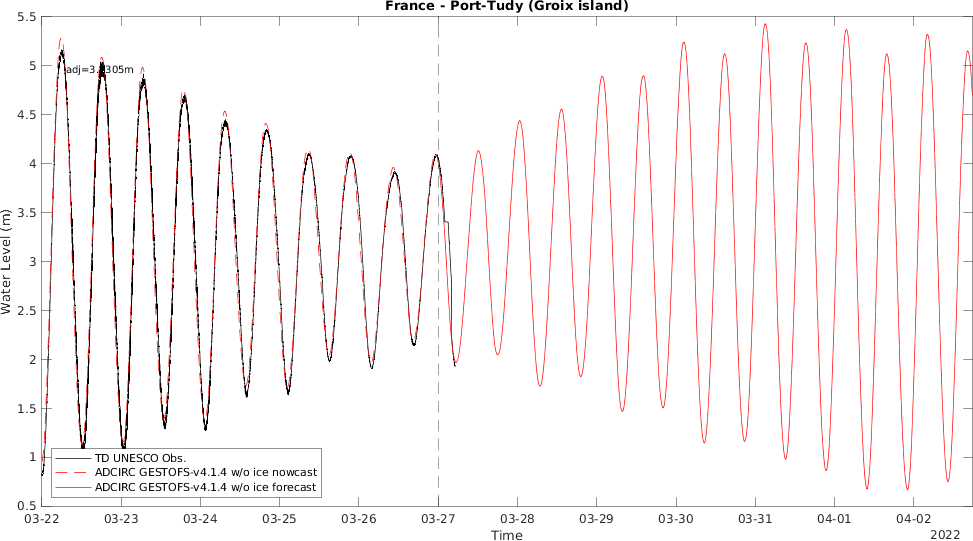 France - Port-Tudy (Groix island)
5.5
5
4.5
4
3.5
3
2.5
2
1.5
1
0.5
Water Level (m)
TD UNESCO Obs.
ADCIRC GESTOFS-v4.1.4 w/o ice nowcast
ADCIRC GESTOFS-v4.1.4 w/o ice forecast
03-22 03-23 03-24 03-25 03-26 03-27 03-28 03-29 03-30 03-31 04-01 04-02
Time
2022